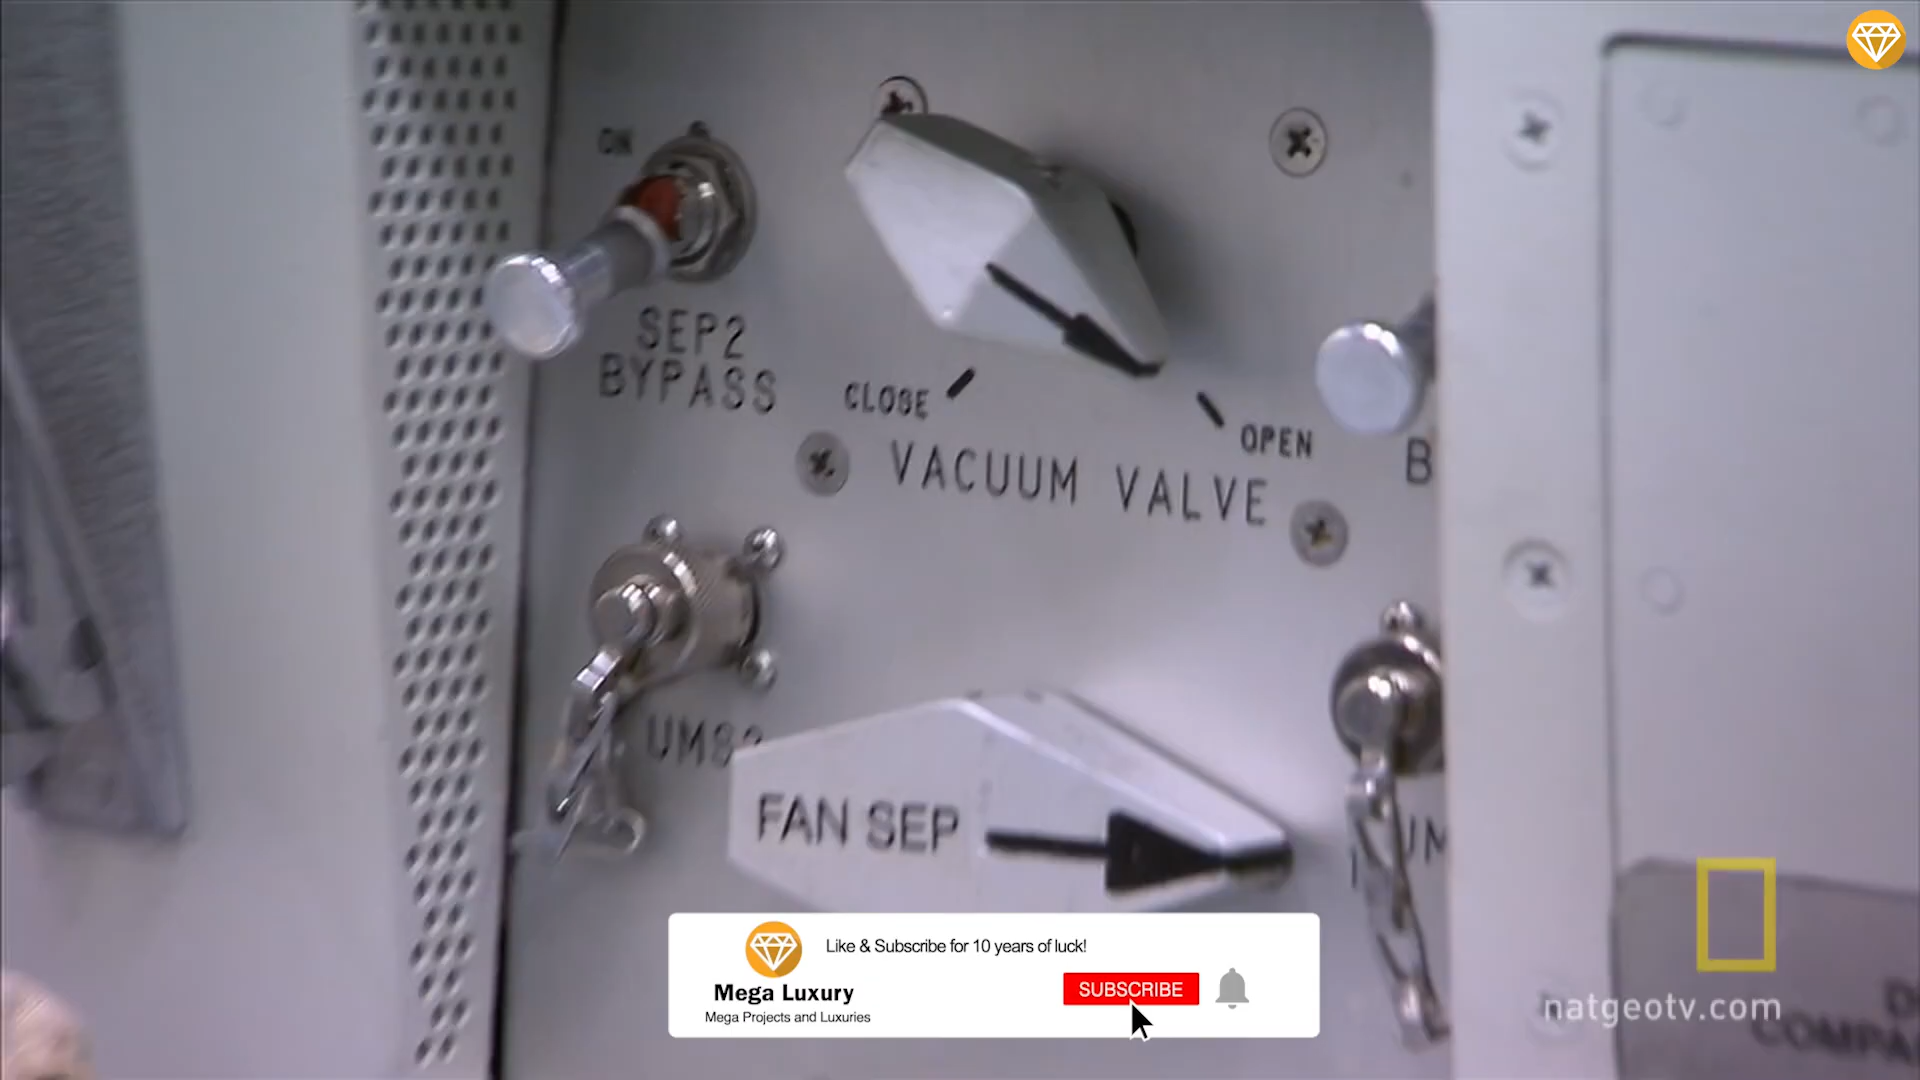 ON
SEP2
BYPASS
CLOSE
OPEN
VACUUM VALVE
B
FAN SEP
Like & Subscribe for 10 years of luck!
Mega Luxury
Mega Projects and Luxuries
SUBSCRIBE
natgeotv.com